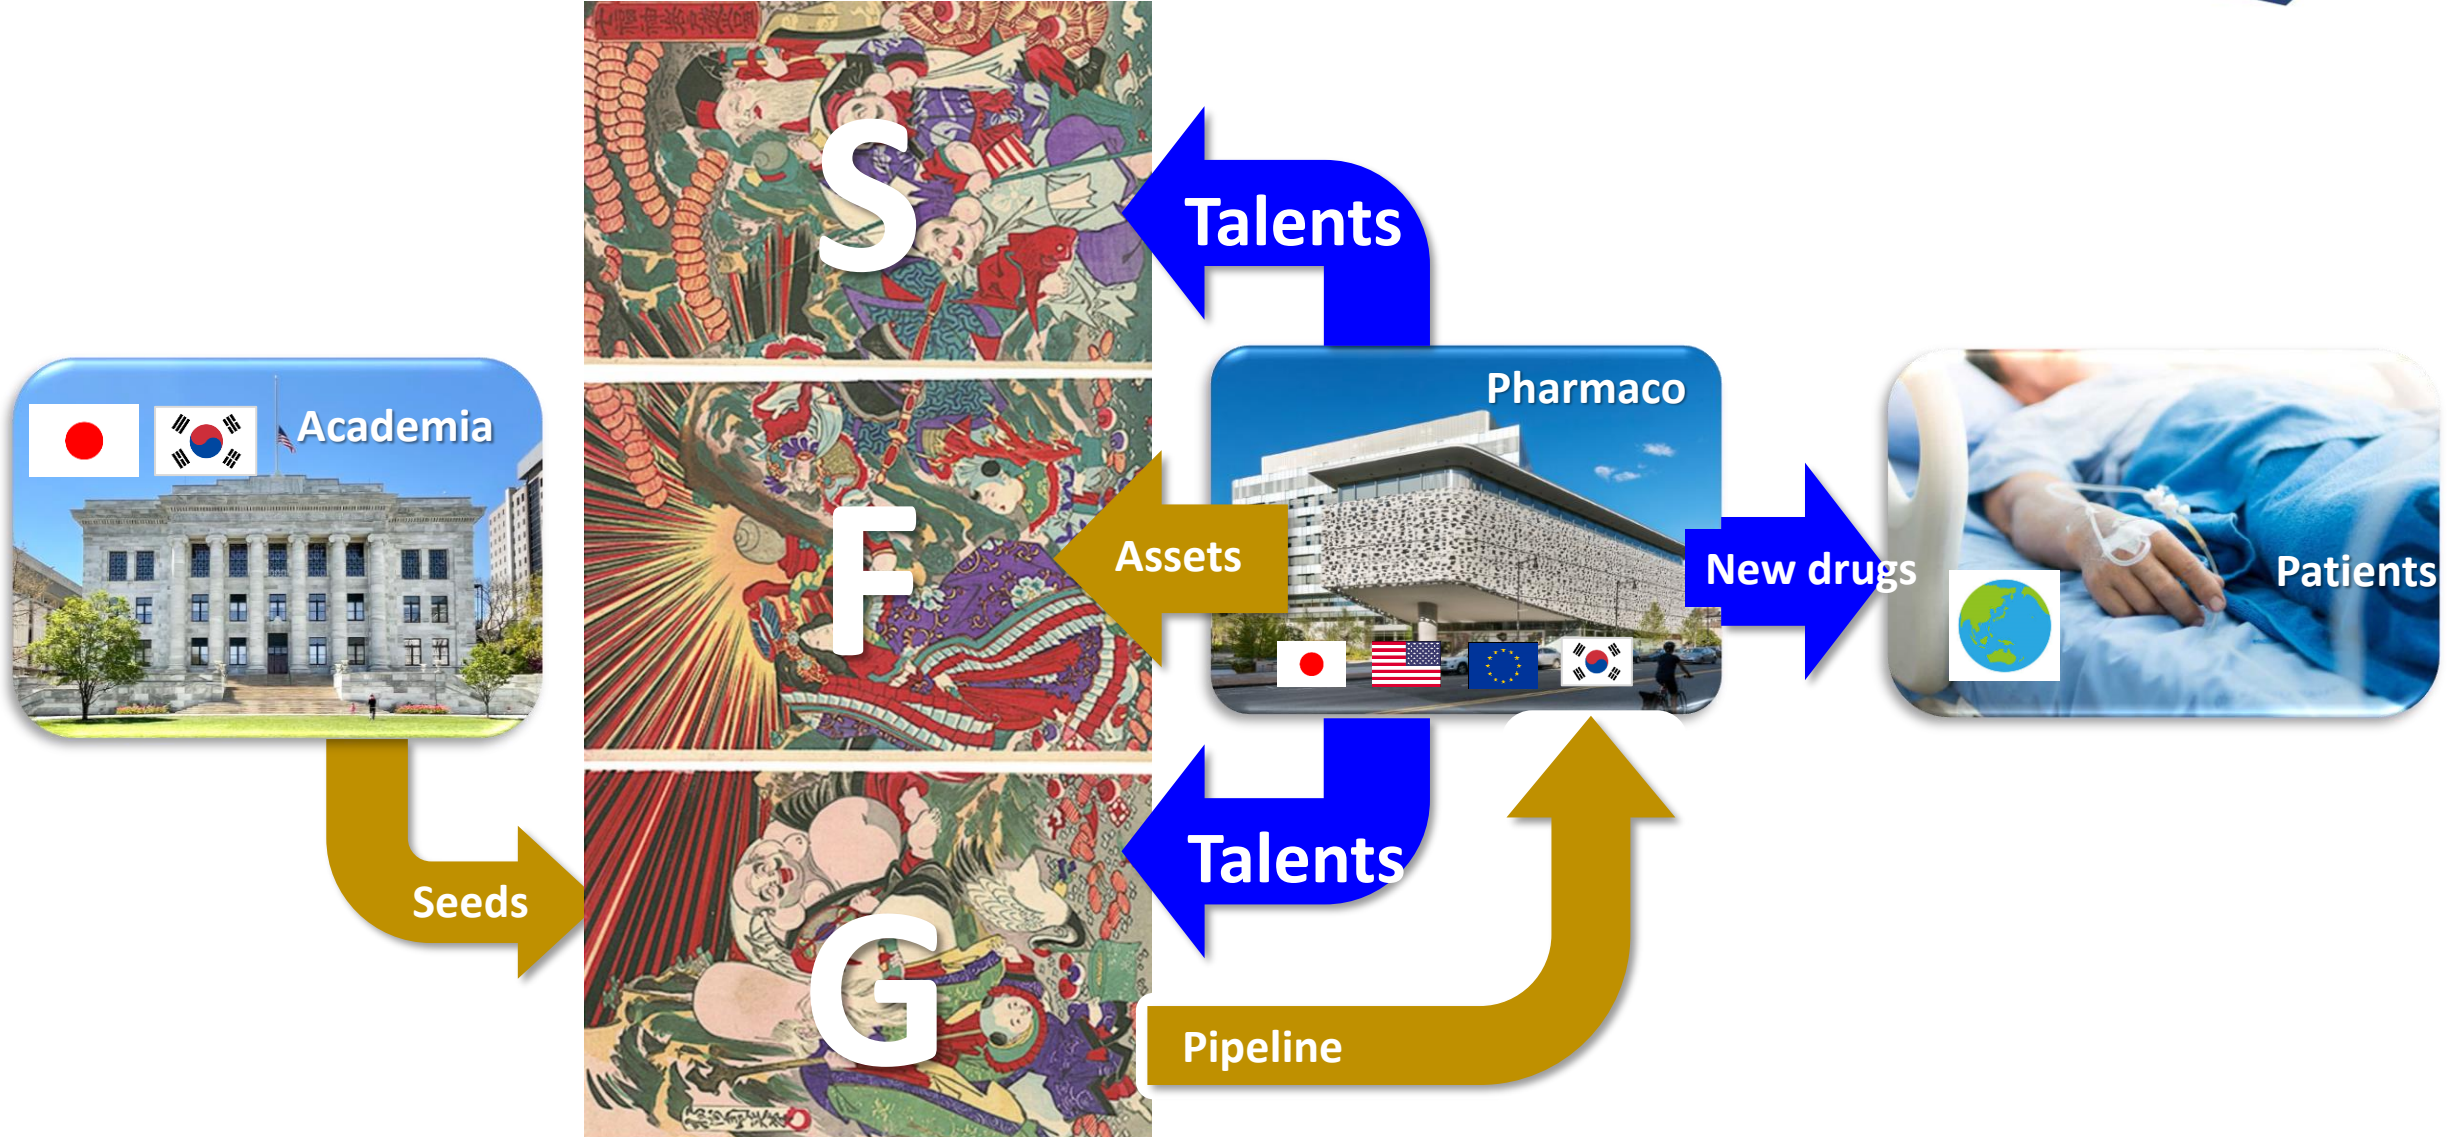 S
Talents
Pharmaco
Academia
F
Assets
New drugs
Patients
Talents
Seeds
G
Pipeline